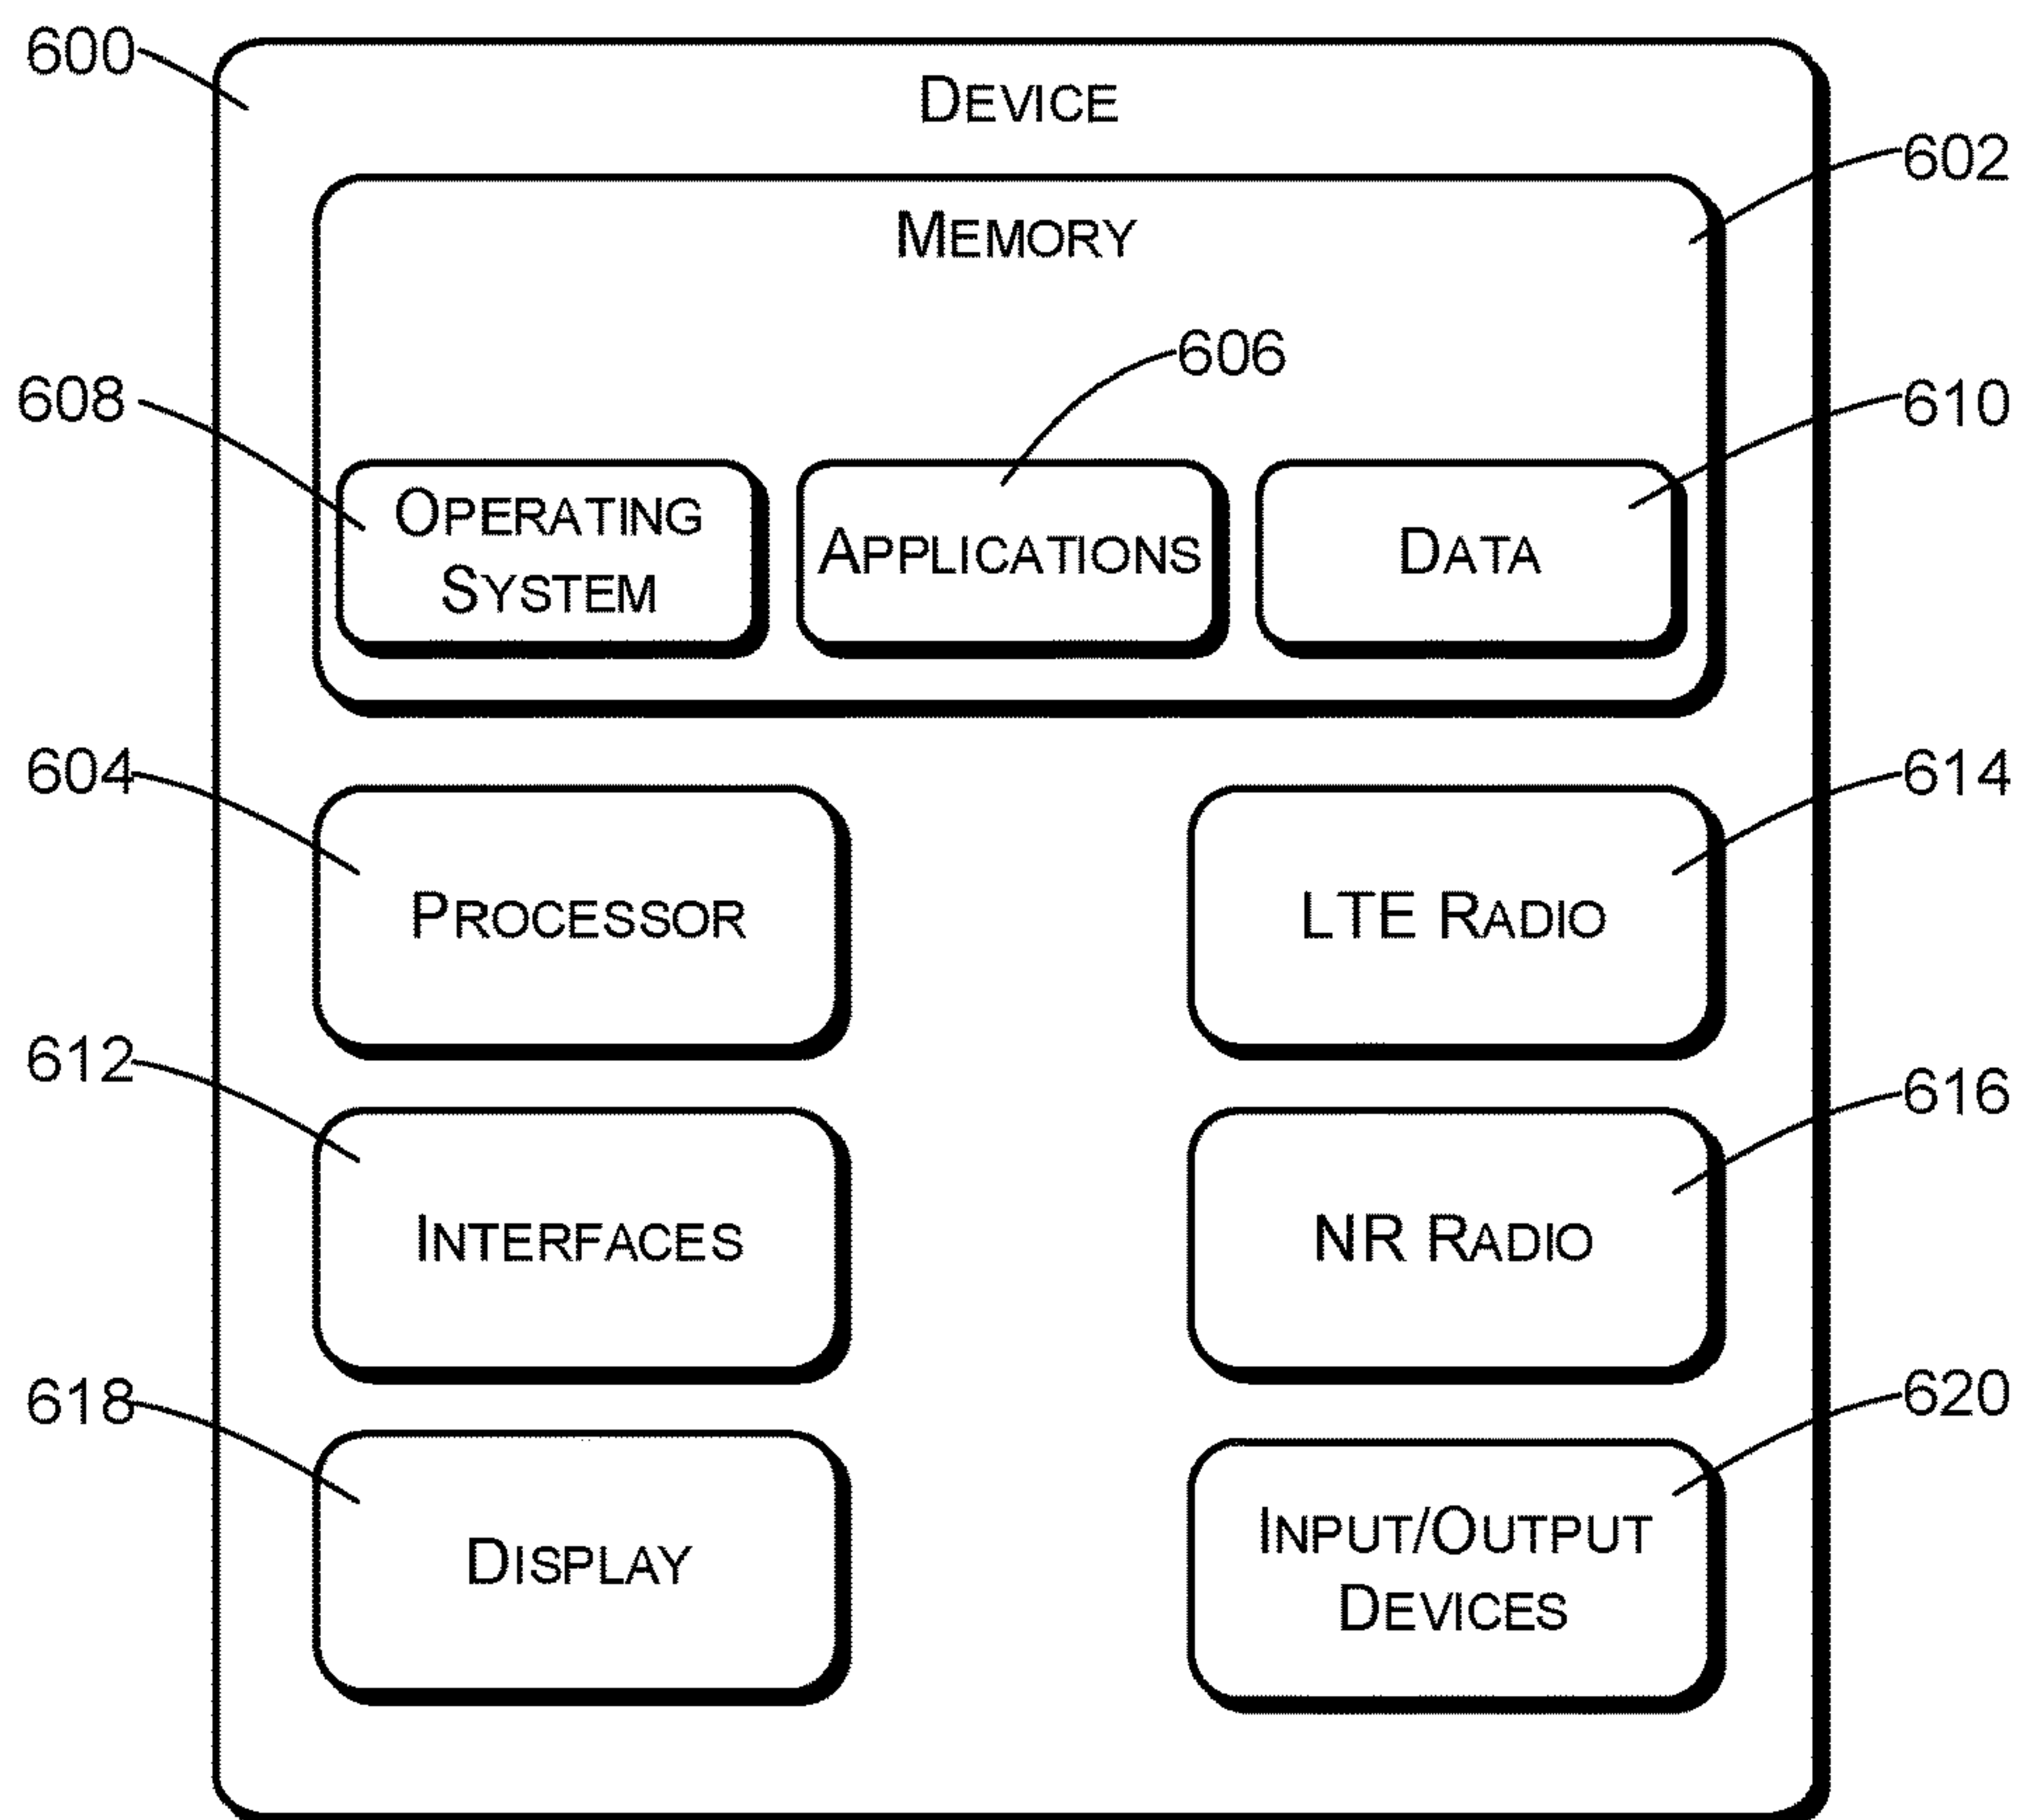 600
DEVICE
602
MEMORY
606
608
610
OPERATING
SYSTEM
APPLICATIONS
DATA
604
614
PROCESSOR
LTE RADIO
612
616
INTERFACES
NR RADIO
618
620
DISPLAY
INPUT/OUTPUT
DEVICES